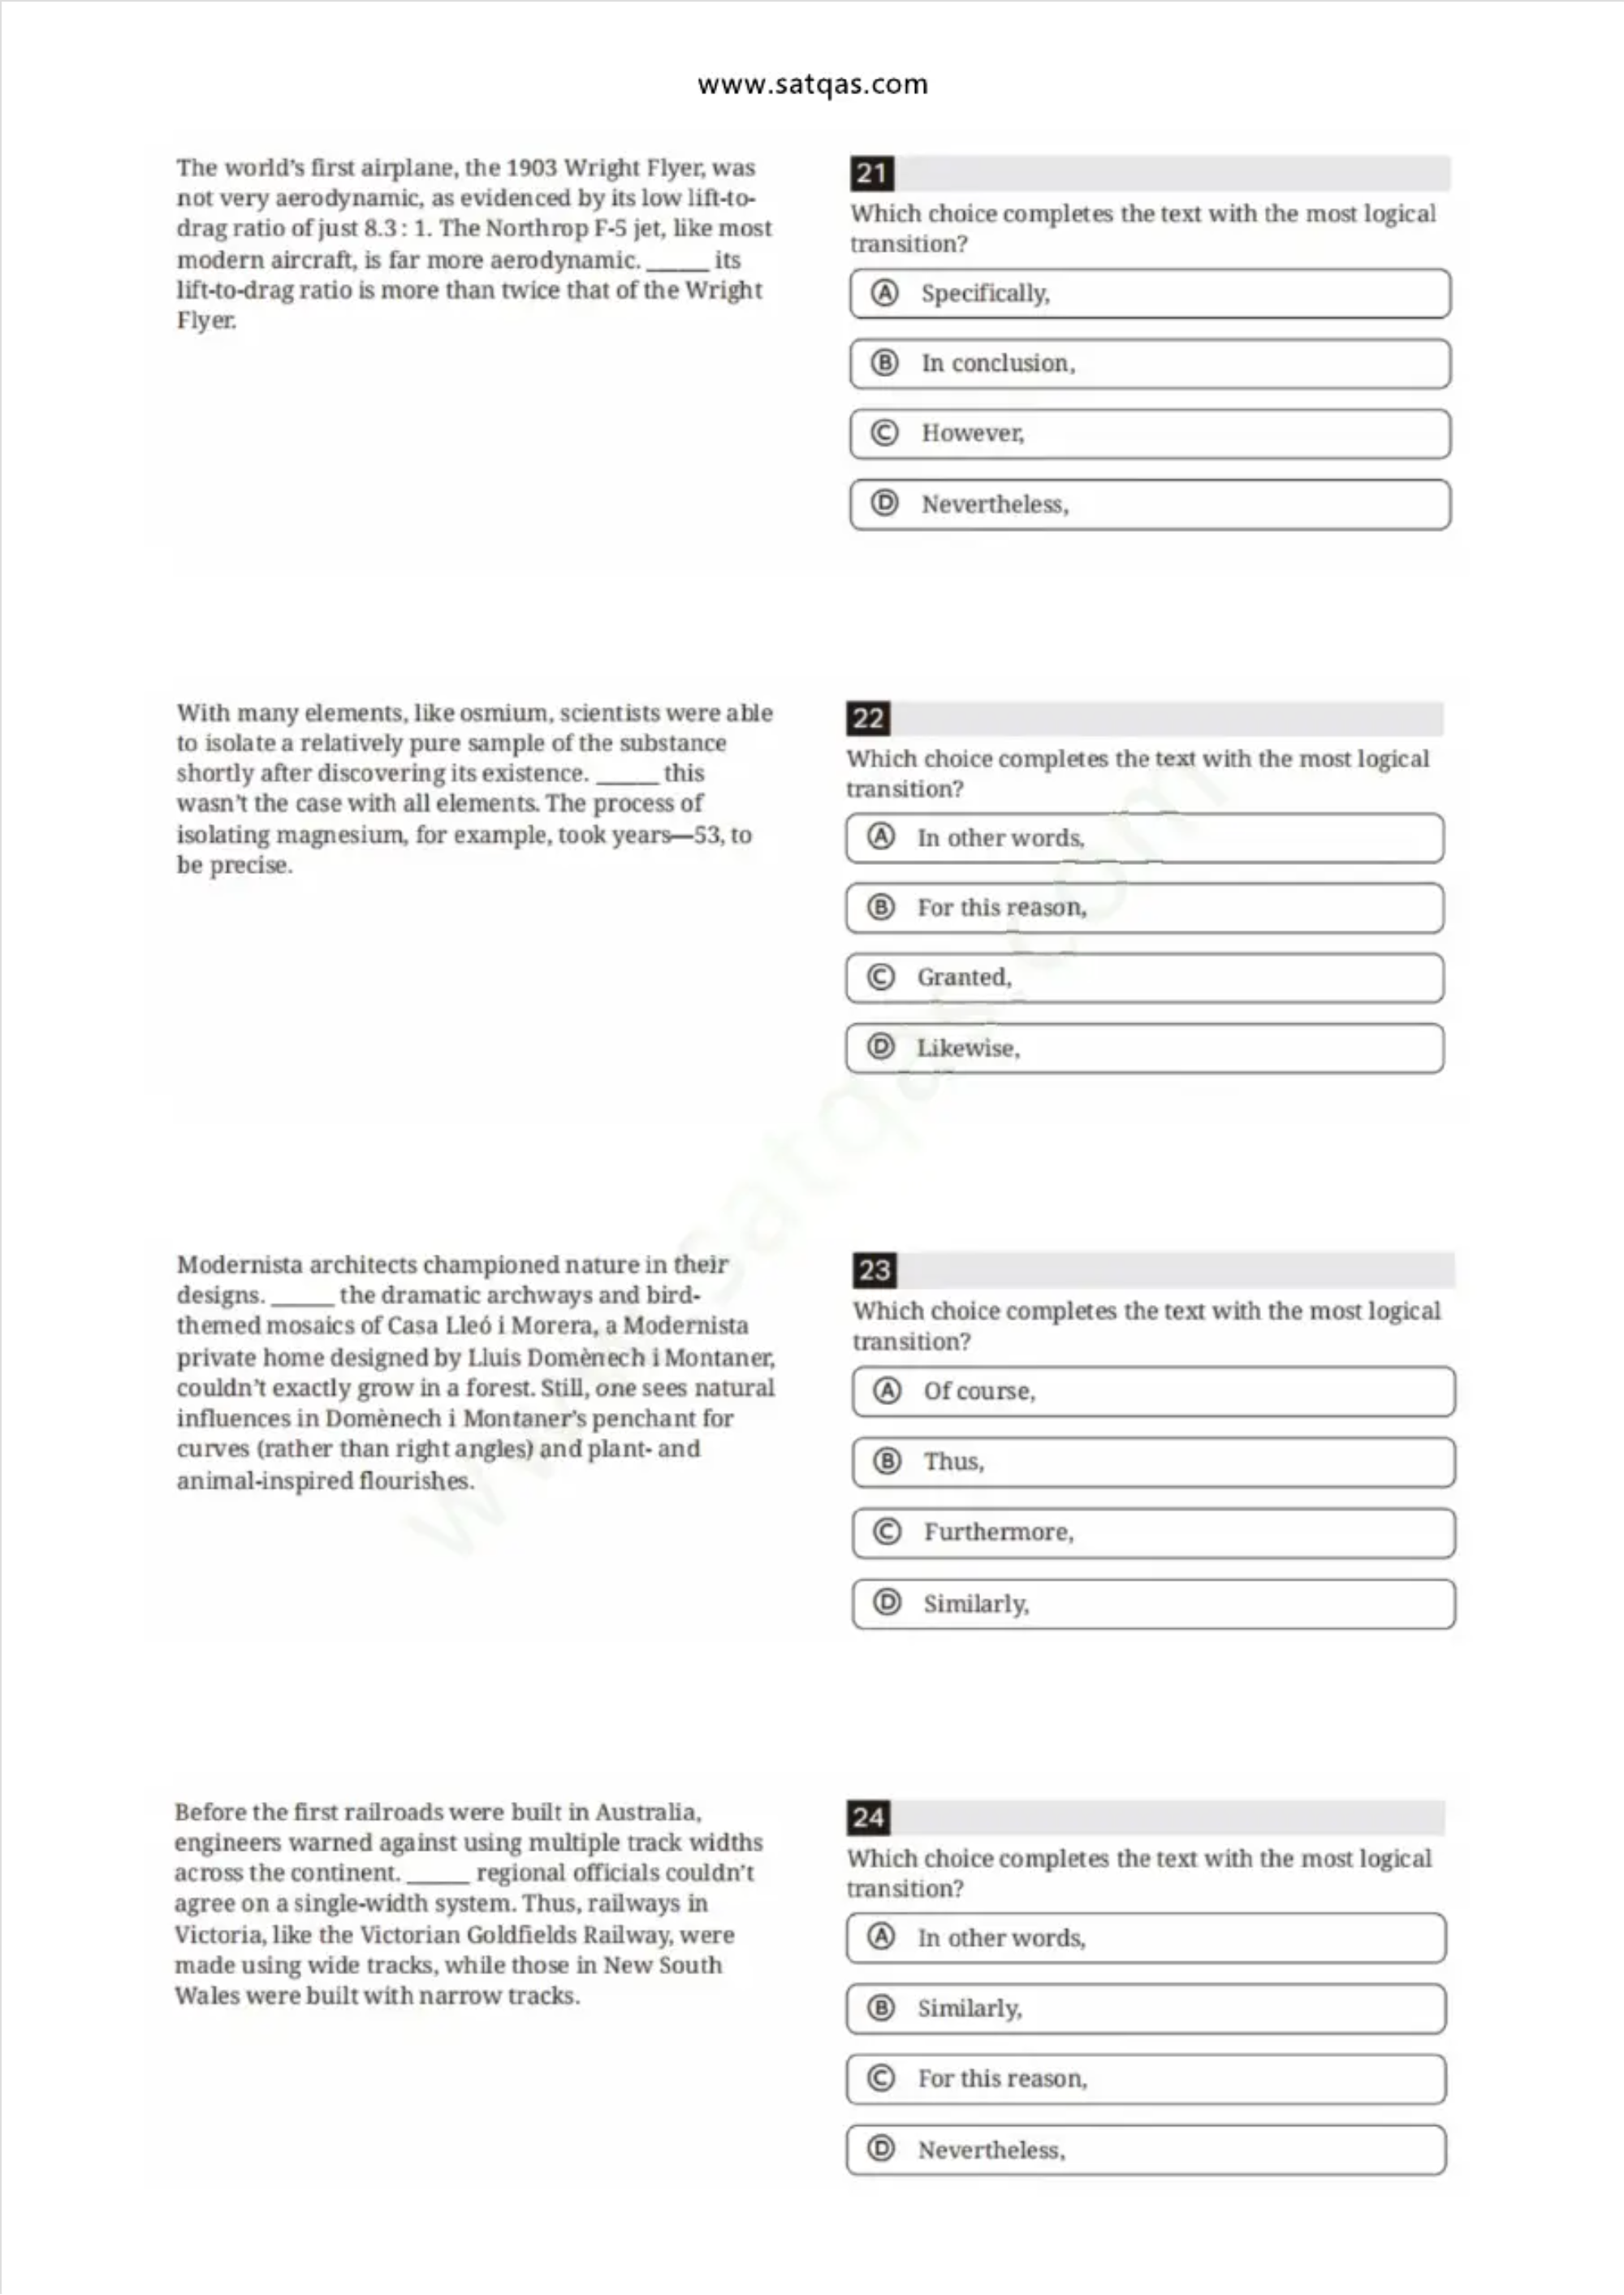 www.satqas.com
The world's first airplane, the 1903 Wright Flyer, was
not very aerodynamic, as evidenced by its low lift-to-
drag ratio of just 8.3 : 1. The Northrop F-5 jet, like most
modern aircraft, is far more aerodynamic. _____ its
lift-to-drag ratio is more than twice that of the Wright
Flyer.
21
Which choice completes the text with the most logical
transition?
A Specifically,
B In conclusion,
C However,
D Nevertheless,
With many elements, like osmium, scientists were able
to isolate a relatively pure sample of the substance
shortly after discovering its existence. _____ this
wasn't the case with all elements. The process of
isolating magnesium, for example, took years—53, to
be precise.
22
Which choice completes the text with the most logical
transition?
A In other words,
B For this reason,
C Granted,
D Likewise,
Modernista architects championed nature in their
designs. _____ the dramatic archways and bird-
themed mosaics of Casa Lleó i Morera, a Modernista
private home designed by Lluis Domènech i Montaner,
couldn't exactly grow in a forest. Still, one sees natural
influences in Domènech i Montaner's penchant for
curves (rather than right angles) and plant- and
animal-inspired flourishes.
23
Which choice completes the text with the most logical
transition?
A Of course,
B Thus,
C Furthermore,
D Similarly,
Before the first railroads were built in Australia,
engineers warned against using multiple track widths
across the continent. _____ regional officials couldn't
agree on a single-width system. Thus, railways in
Victoria, like the Victorian Goldfields Railway, were
made using wide tracks, while those in New South
Wales were built with narrow tracks.
24
Which choice completes the text with the most logical
transition?
A In other words,
B Similarly,
C For this reason,
D Nevertheless,
www.satqas.com